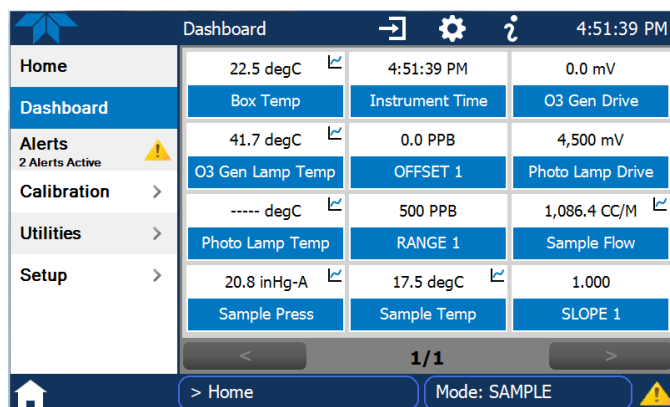 Dashboard
4:51:39 PM
Home
Dashboard
Alerts
2 Alerts Active
Calibration >
Utilities >
Setup >
22.5 degC
Box Temp
4:51:39 PM
Instrument Time
0.0 mV
O3 Gen Drive
41.7 degC
O3 Gen Lamp Temp
0.0 PPB
OFFSET 1
4,500 mV
Photo Lamp Drive
----- degC
Photo Lamp Temp
500 PPB
RANGE 1
1,086.4 CC/M
Sample Flow
20.8 inHg-A
Sample Press
17.5 degC
Sample Temp
1.000
SLOPE 1
< 1/1 >
> Home
Mode: SAMPLE